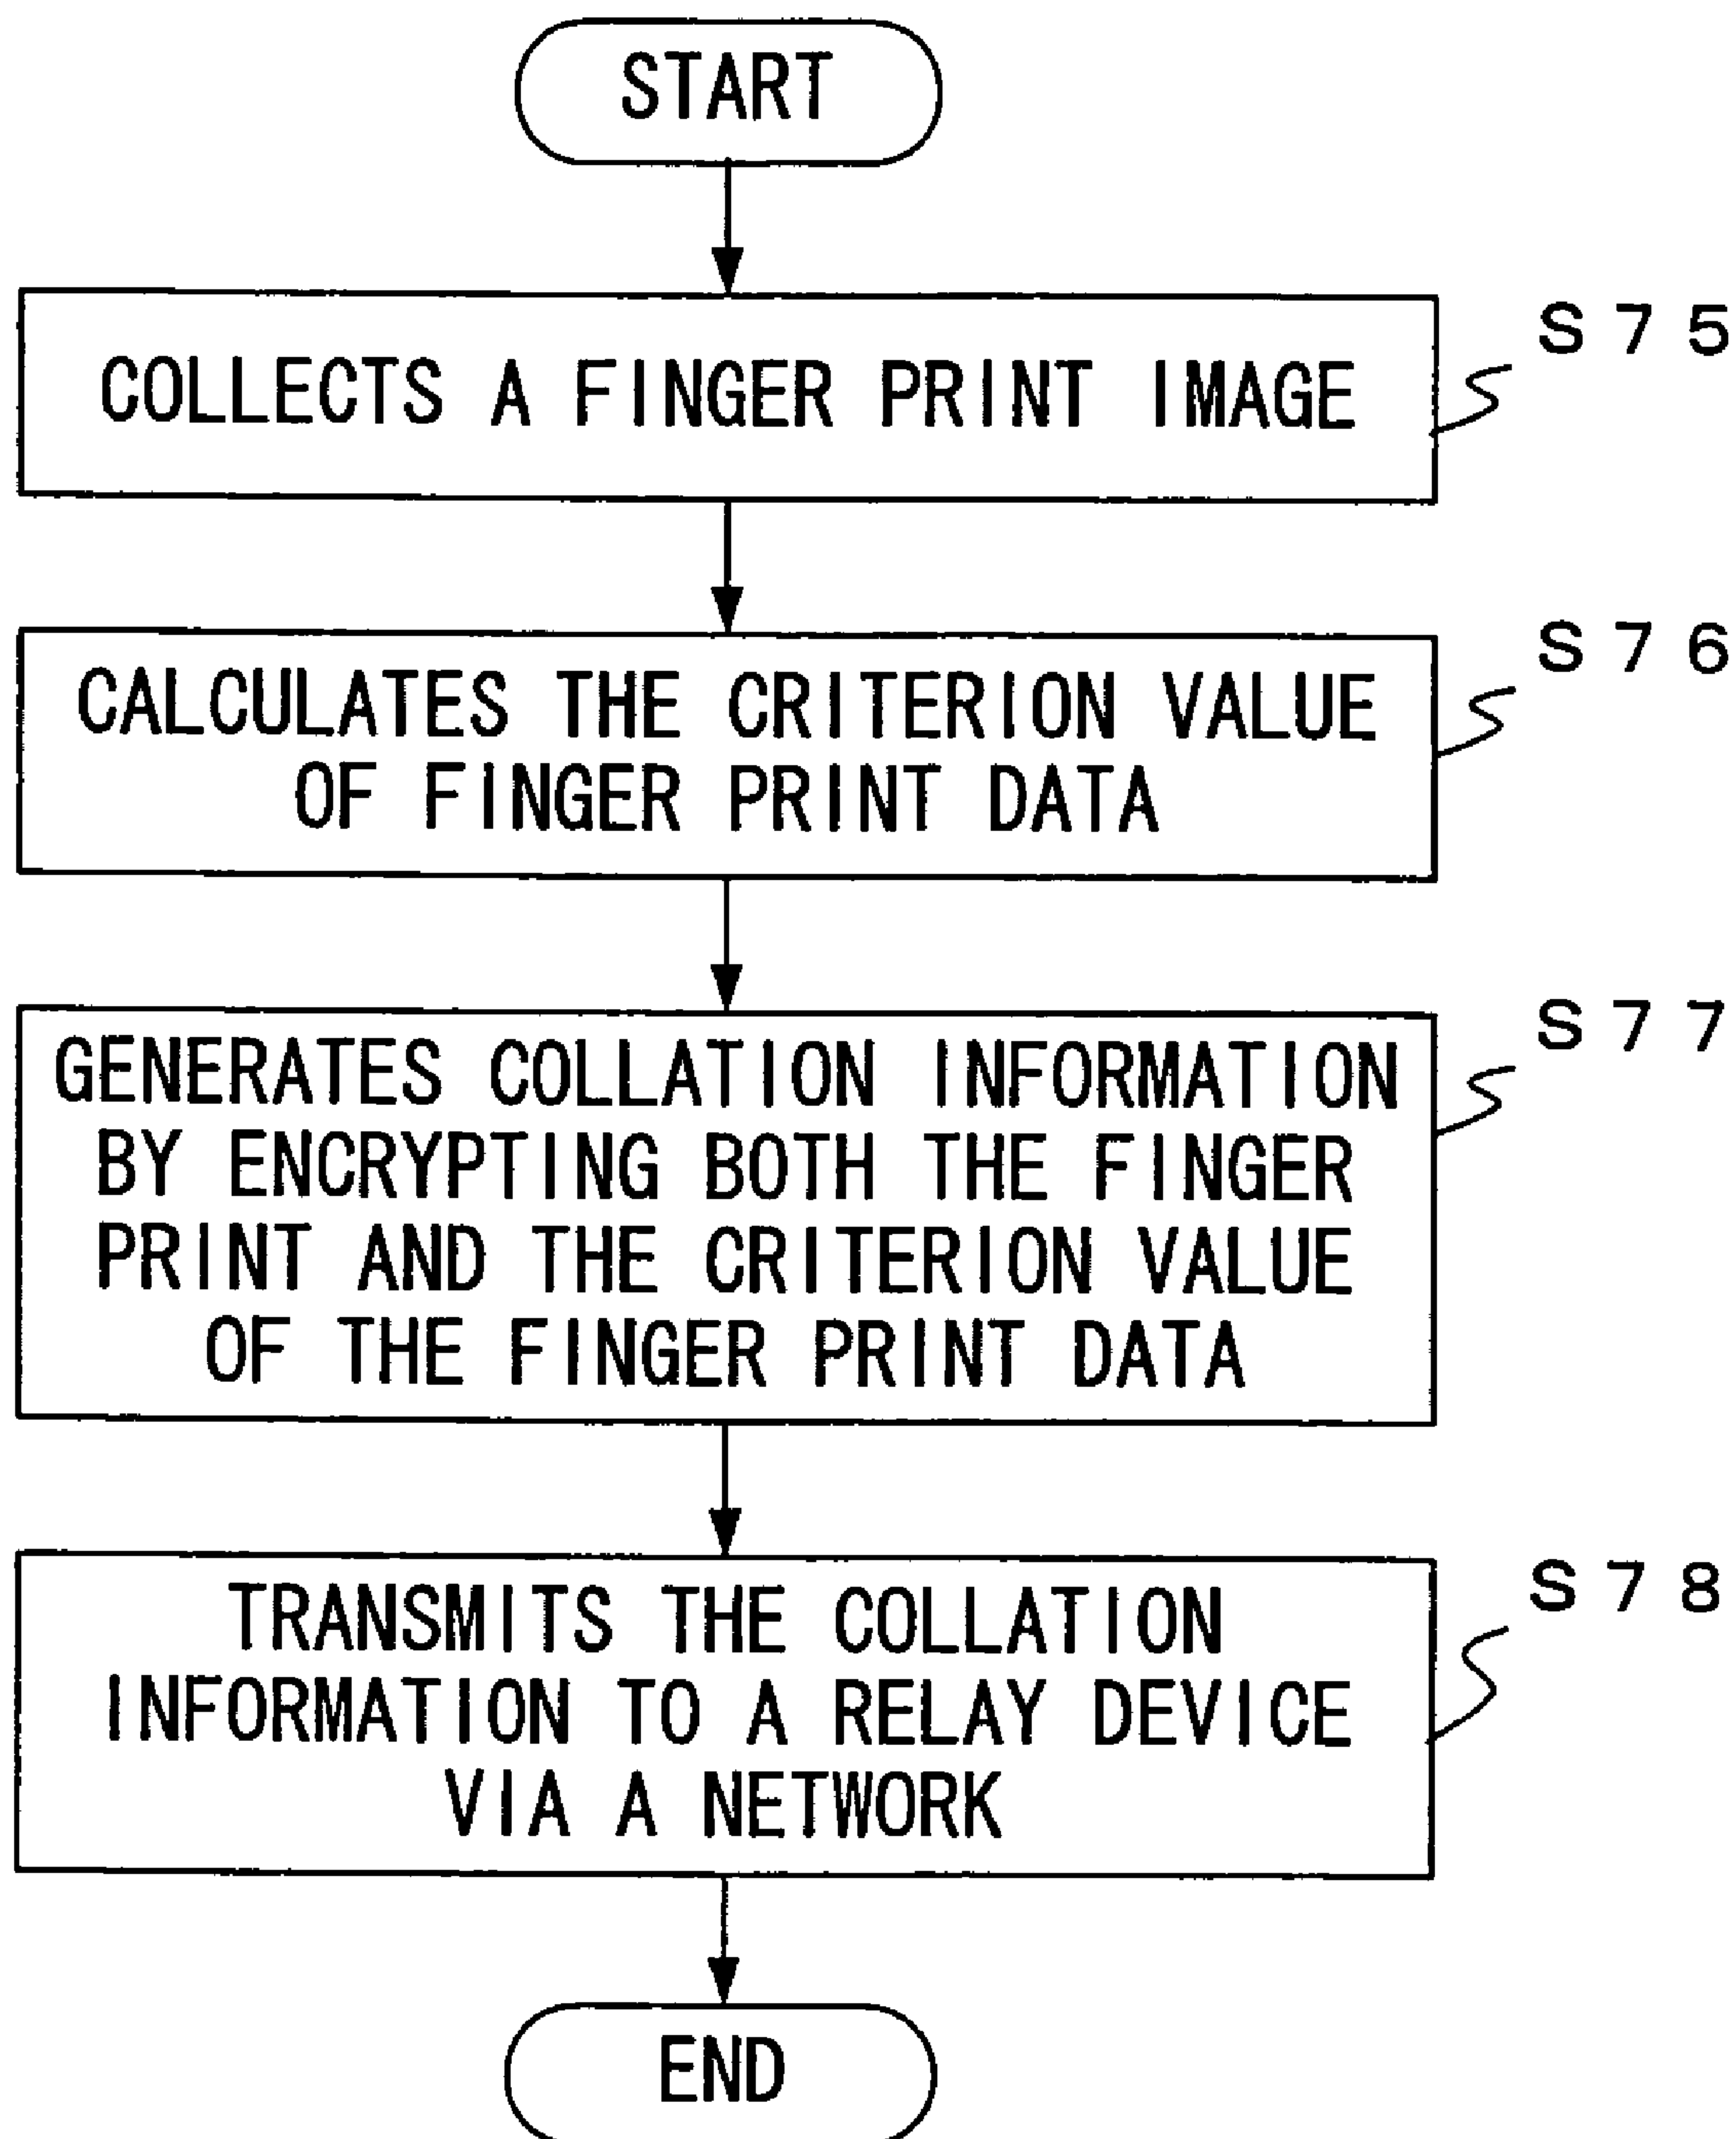 START
COLLECTS A FINGER PRINT IMAGE
S75
CALCULATES THE CRITERION VALUE
OF FINGER PRINT DATA
S76
GENERATES COLLATION INFORMATION
BY ENCRYPTING BOTH THE FINGER
PRINT AND THE CRITERION VALUE
OF THE FINGER PRINT DATA
S77
TRANSMITS THE COLLATION
INFORMATION TO A RELAY DEVICE
VIA A NETWORK
S78
END